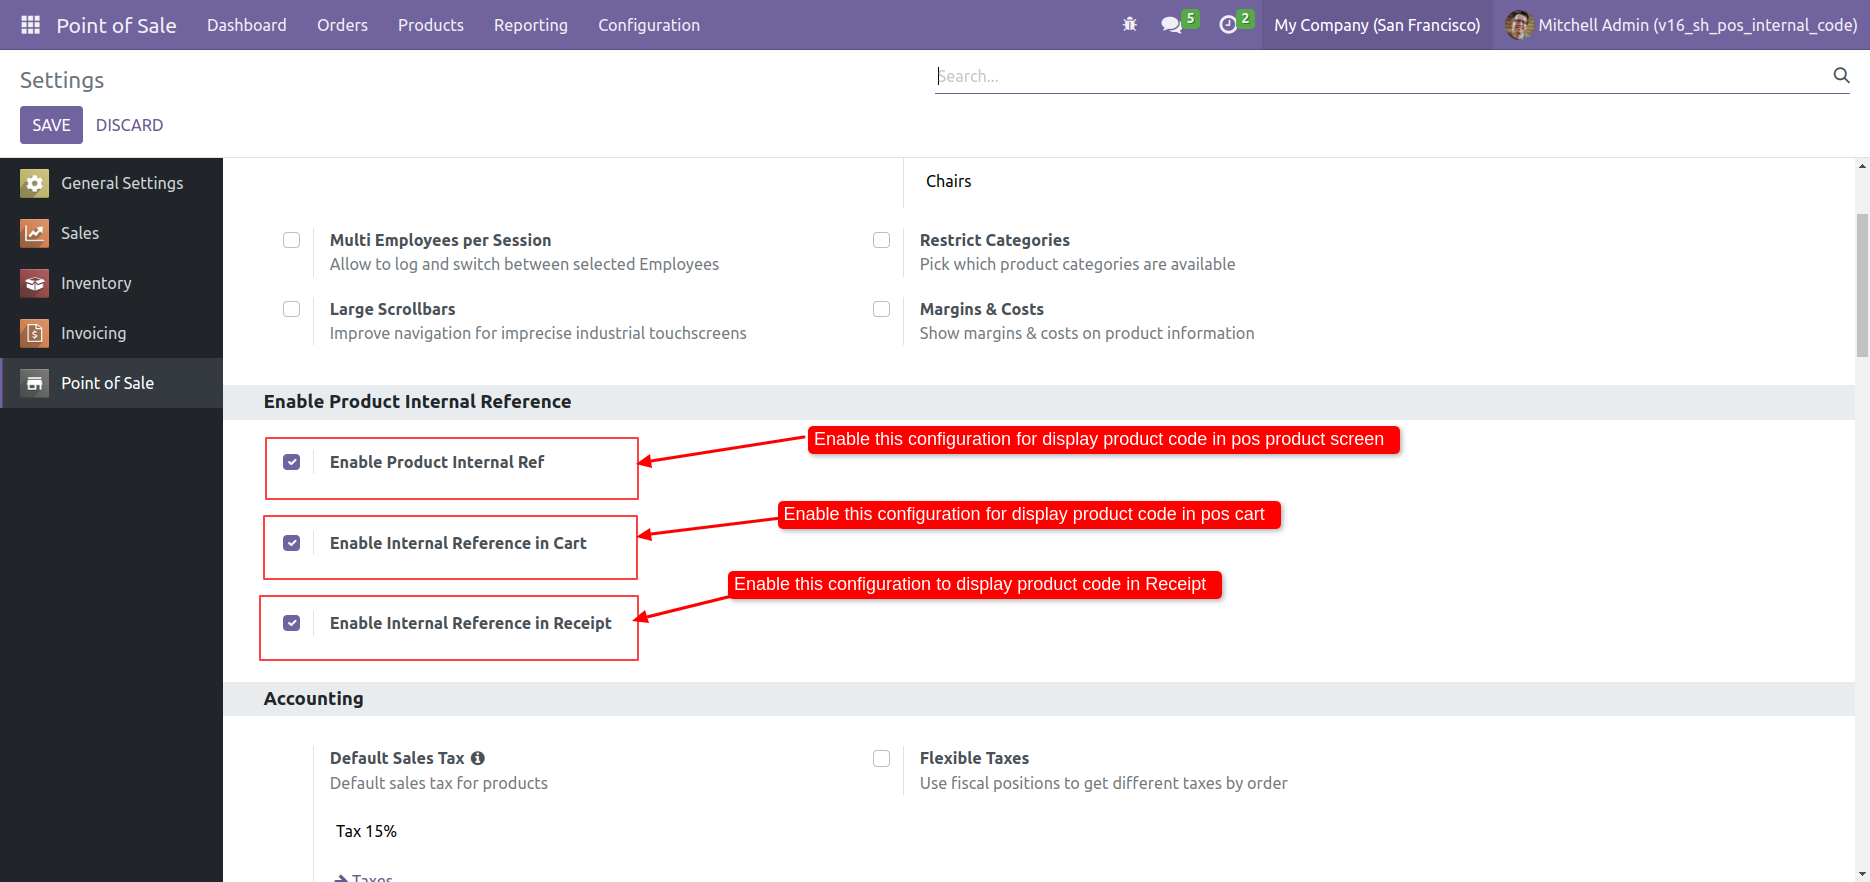 Point of Sale Dashboard Orders Products Reporting Configuration 5 2 My Company (San Francisco) Mitchell Admin (v16_sh_pos_internal_code)
Settings
Search...
SAVE DISCARD
General Settings
Sales
Inventory
Invoicing
Point of Sale
Chairs
Multi Employees per Session
Allow to log and switch between selected Employees
Restrict Categories
Pick which product categories are available
Large Scrollbars
Improve navigation for imprecise industrial touchscreens
Margins & Costs
Show margins & costs on product information
Enable Product Internal Reference
Enable Product Internal Ref
Enable this configuration for display product code in pos product screen
Enable Internal Reference in Cart
Enable this configuration for display product code in pos cart
Enable Internal Reference in Receipt
Enable this configuration to display product code in Receipt
Accounting
Default Sales Tax
Default sales tax for products
Tax 15%
Taxes
Flexible Taxes
Use fiscal positions to get different taxes by order